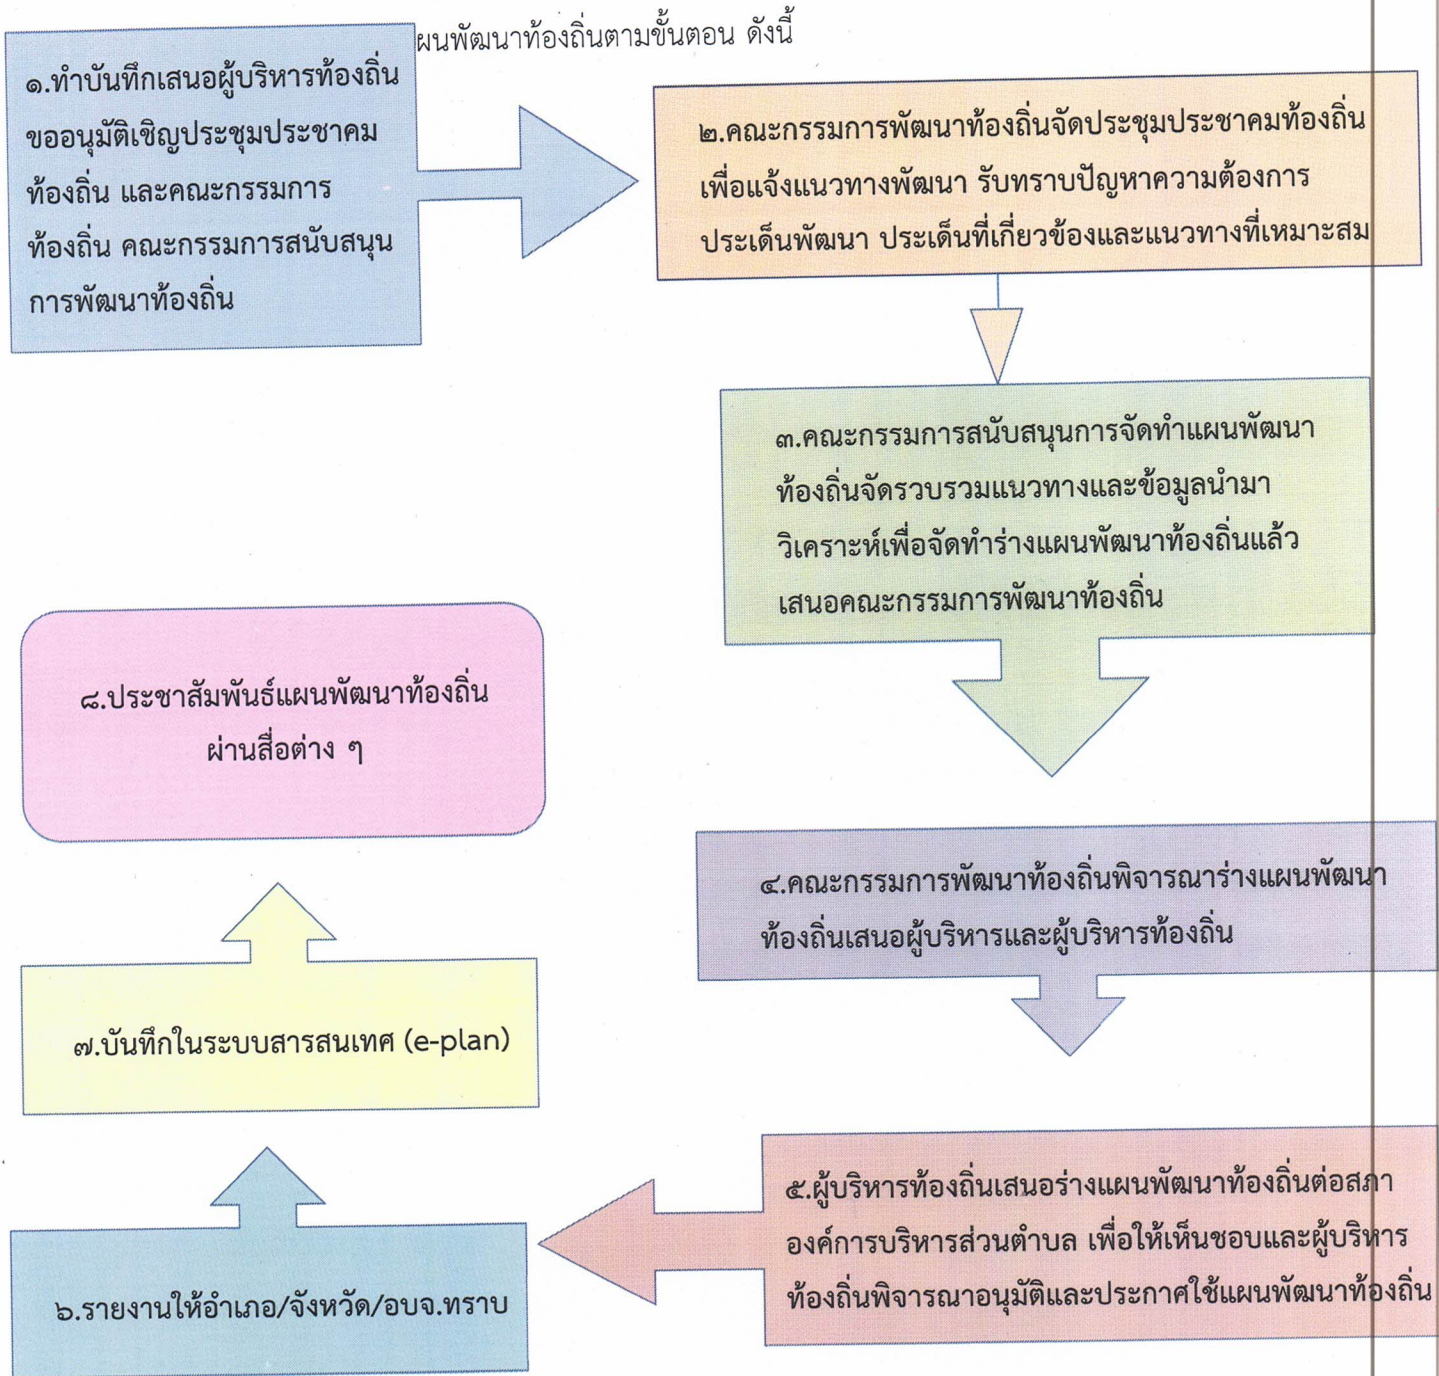 ผนพัฒนาท้องถิ่นตามขั้นตอน ดังนี้
๑.ทำบันทึกเสนอผู้บริหารท้องถิ่น
ขออนุมัติเชิญประชุมประชาคม
ท้องถิ่น และคณะกรรมการ
ท้องถิ่น คณะกรรมการสนับสนุน
การพัฒนาท้องถิ่น
๒.คณะกรรมการพัฒนาท้องถิ่นจัดประชุมประชาคมท้องถิ่น
เพื่อแจ้งแนวทางพัฒนา รับทราบปัญหาความต้องการ
ประเด็นพัฒนา ประเด็นที่เกี่ยวข้องและแนวทางที่เหมาะสม
๓.คณะกรรมการสนับสนุนการจัดทำแผนพัฒนา
ท้องถิ่นจัดรวบรวมแนวทางและข้อมูลนำมา
วิเคราะห์เพื่อจัดทำร่างแผนพัฒนาท้องถิ่นแล้ว
เสนอคณะกรรมการพัฒนาท้องถิ่น
๔.คณะกรรมการพัฒนาท้องถิ่นพิจารณาร่างแผนพัฒนา
ท้องถิ่นเสนอผู้บริหารและผู้บริหารท้องถิ่น
๕.ผู้บริหารท้องถิ่นเสนอร่างแผนพัฒนาท้องถิ่นต่อสภา
องค์การบริหารส่วนตำบล เพื่อให้เห็นชอบและผู้บริหาร
ท้องถิ่นพิจารณาอนุมัติและประกาศใช้แผนพัฒนาท้องถิ่น
๖.รายงานให้อำเภอ/จังหวัด/อบจ.ทราบ
๗.บันทึกในระบบสารสนเทศ (e-plan)
๘.ประชาสัมพันธ์แผนพัฒนาท้องถิ่น
ผ่านสื่อต่าง ๆ